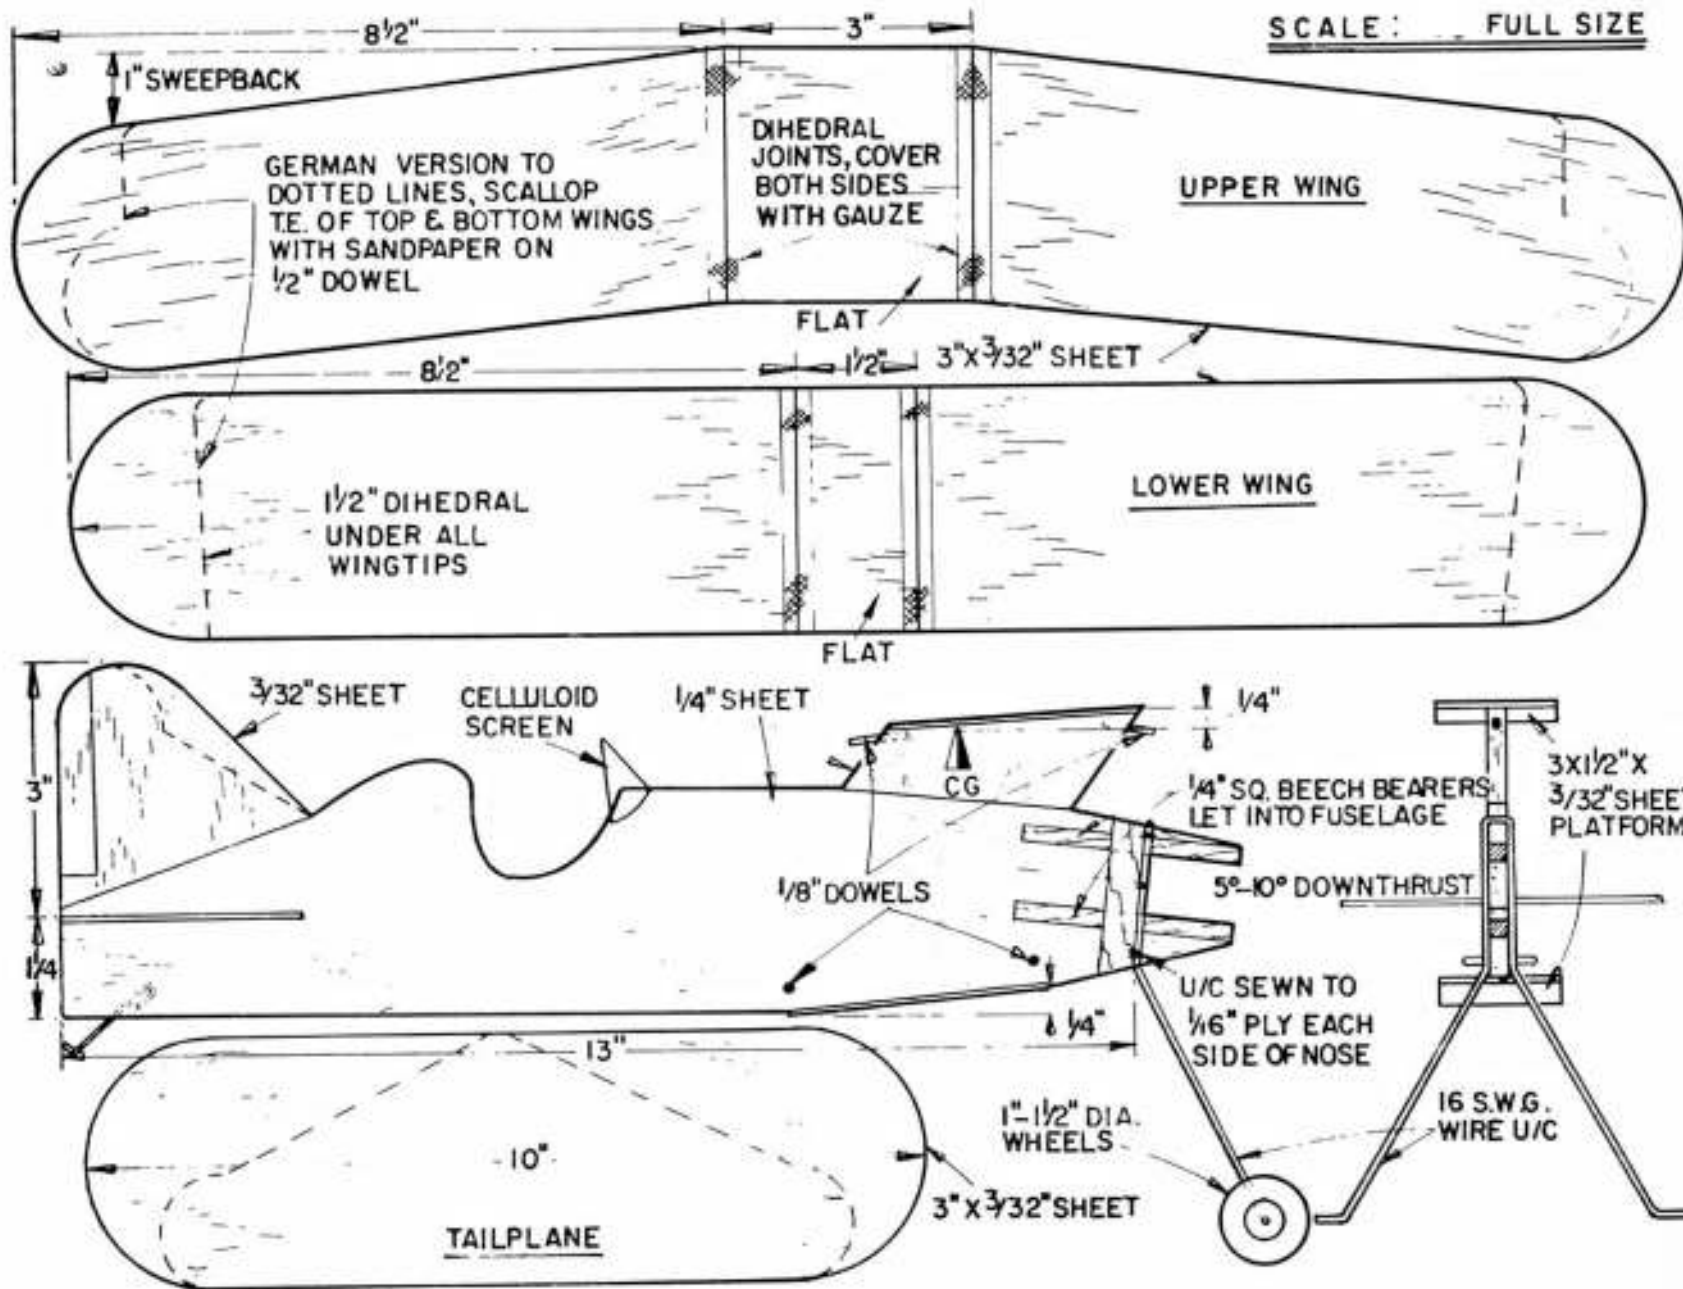 8½"
3"
SCALE: FULL SIZE
1" SWEEPBACK
GERMAN VERSION TO
DOTTED LINES, SCALLOP
T.E. OF TOP & BOTTOM WINGS
WITH SANDPAPER ON
½" DOWEL
DIHEDRAL
JOINTS, COVER
BOTH SIDES
WITH GAUZE
UPPER WING
FLAT
3"X3/32" SHEET
8½"
1½"
1½" DIHEDRAL
UNDER ALL
WINGTIPS
LOWER WING
FLAT
3/32" SHEET
CELLULOID
SCREEN
1/4" SHEET
1/4"
3"
CG
1/4" SQ. BEECH BEARERS
LET INTO FUSELAGE
3X1½" X
3/32" SHEET
PLATFORM
1/8" DOWELS
5°-10° DOWNTHRUST
1¼
U/C SEWN TO
1/16" PLY EACH
SIDE OF NOSE
1/4"
13"
1"-1½" DIA.
WHEELS
16 S.W.G.
WIRE U/C
10"
3" X 3/32" SHEET
TAILPLANE